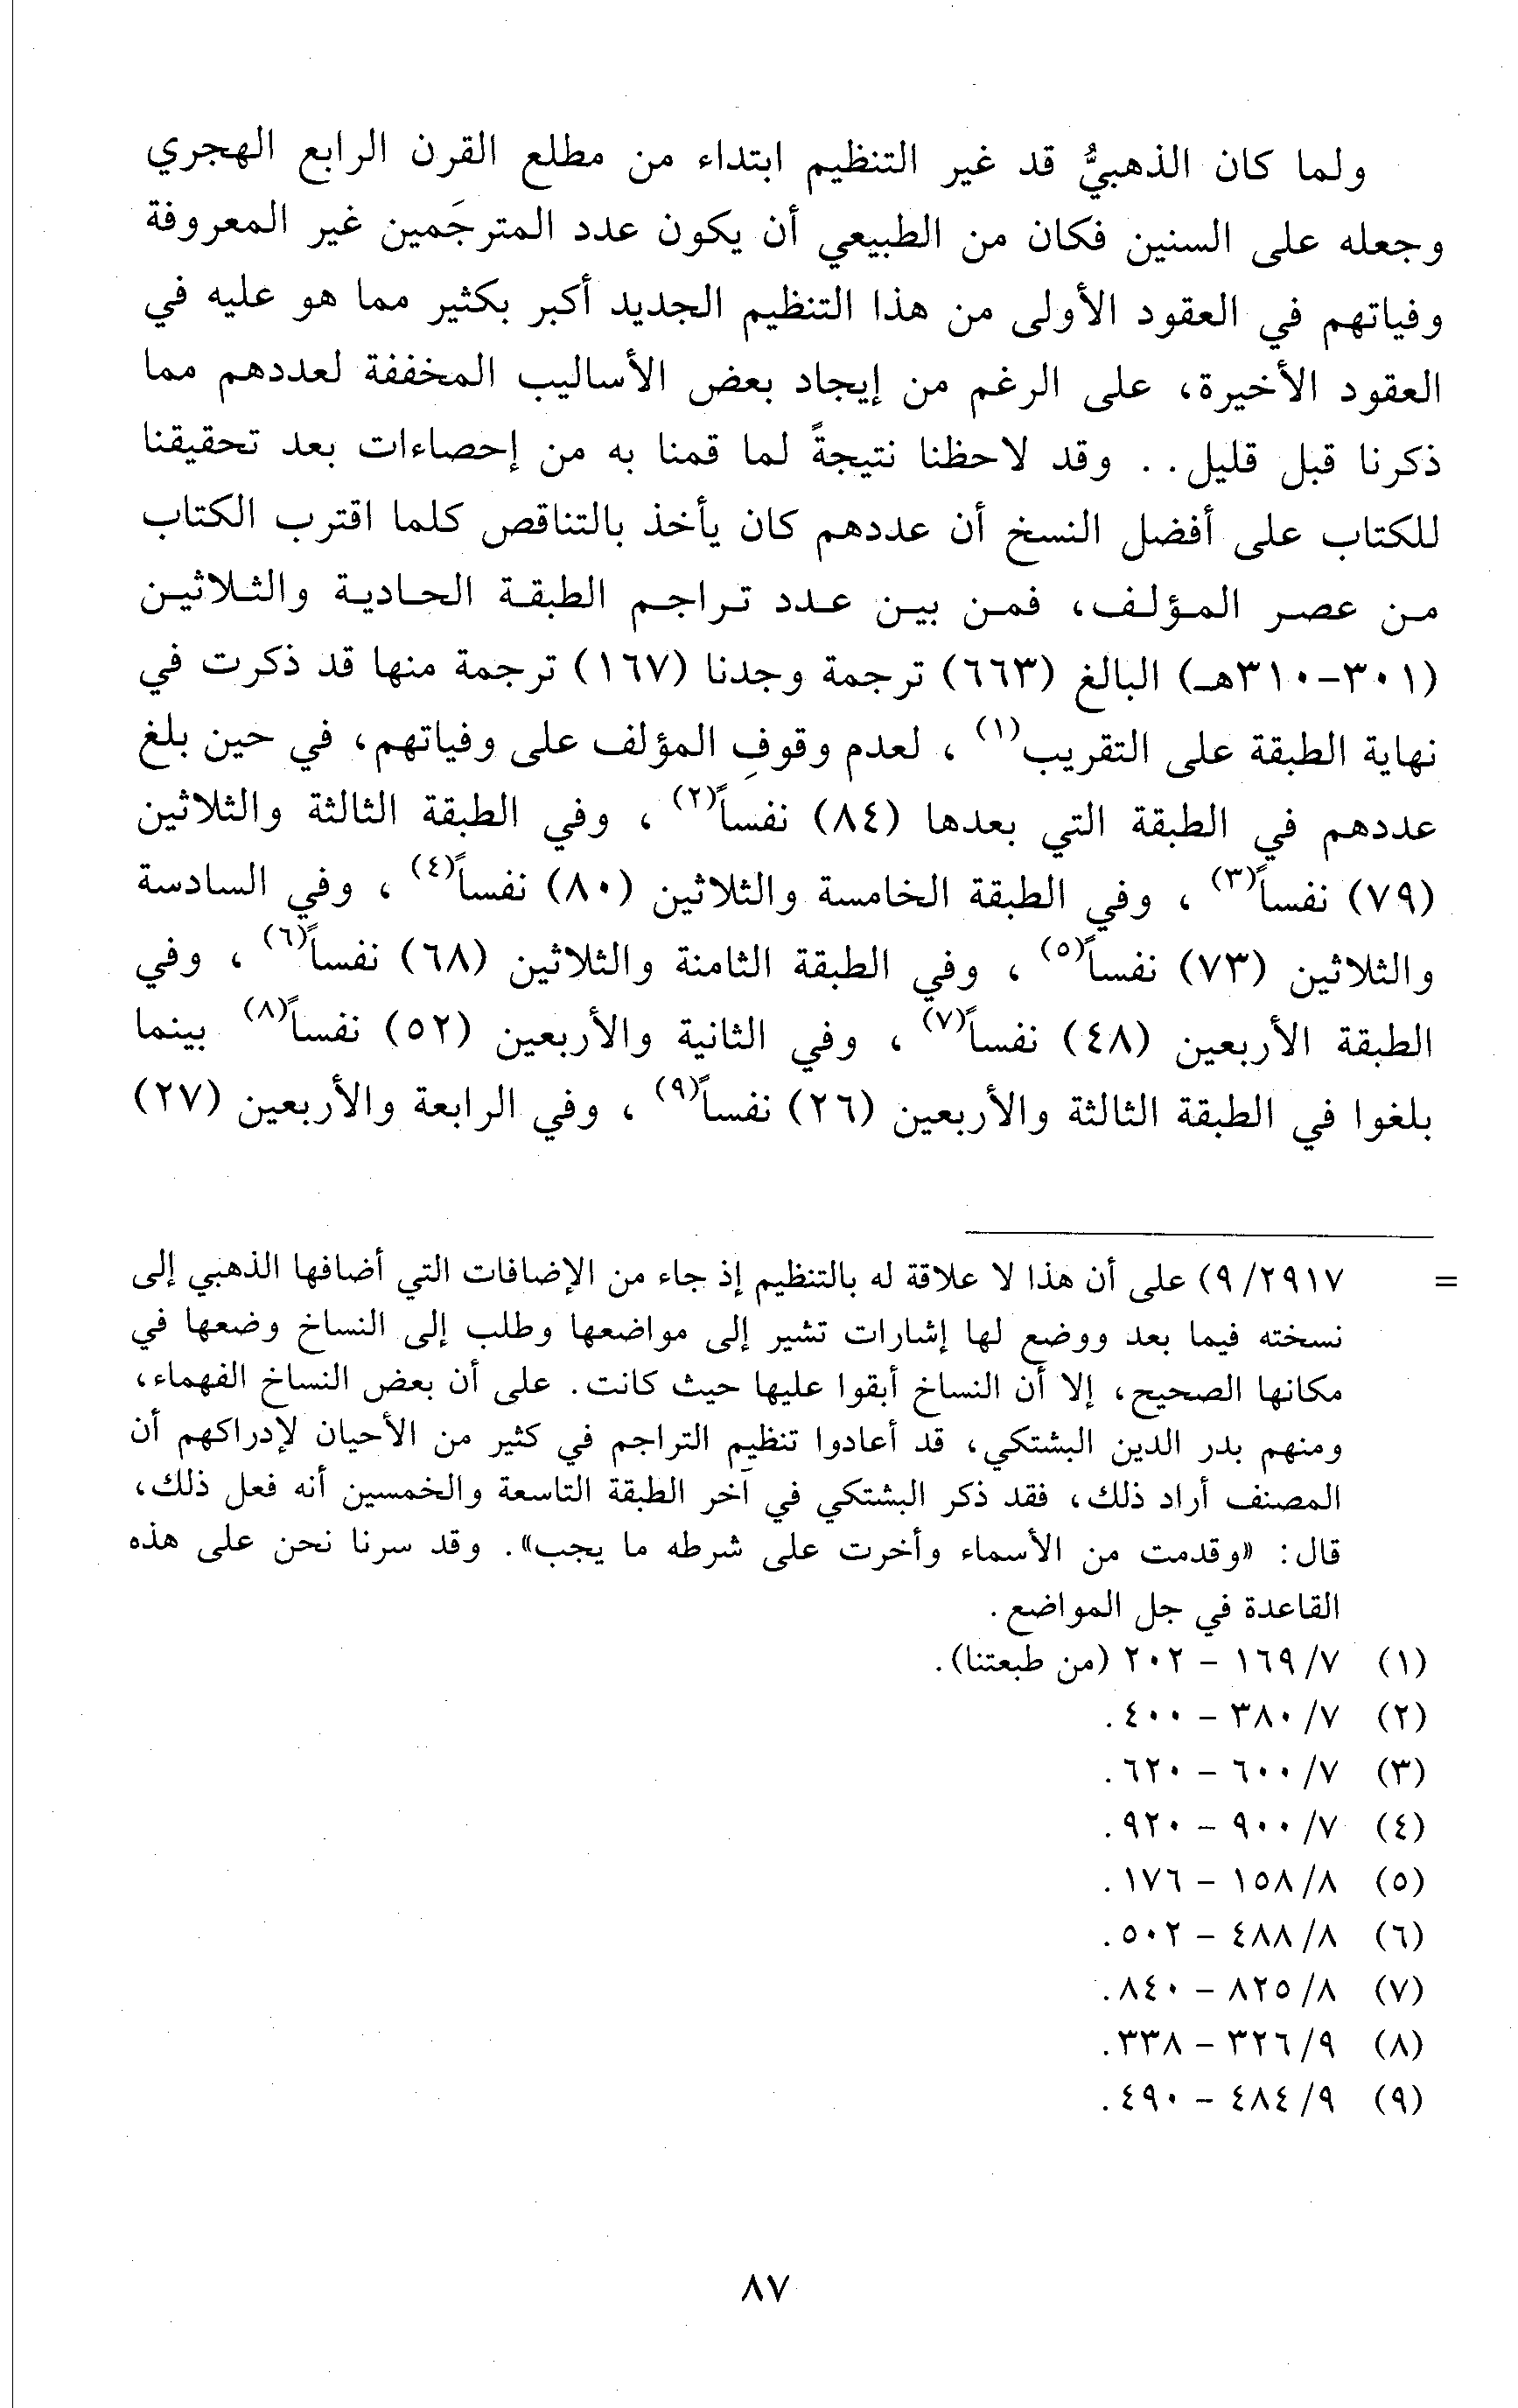 ولما كان الذهبيُّ قد غير التنظيم ابتداء من مطلع القرن الرابع الهجري
وجعله على السنين فكان من الطبيعي أن يكون عدد المترجَمين غير المعروفة
وفياتهم في العقود الأولى من هذا التنظيم الجديد أكبر بكثير مما هو عليه في
العقود الأخيرة، على الرغم من إيجاد بعض الأساليب المخففة لعددهم مما
ذكرنا قبل قليل. . وقد لاحظنا نتيجةً لما قمنا به من إحصاءات بعد تحقيقنا
للكتاب على أفضل النسخ أن عددهم كان يأخذ بالتناقص كلما اقترب الكتاب
من عصر المؤلف، فمن بين عدد تراجم الطبقة الحادية والثلاثين
(٣٠١-٣١٠هـ) البالغ (٦٦٣) ترجمة وجدنا (١٦٧) ترجمة منها قد ذكرت في
نهاية الطبقة على التقريب(١) ، لعدم وقوفِ المؤلف على وفياتهم، في حين بلغ
عددهم في الطبقة التي بعدها (٨٤) نفساً(٢) ، وفي الطبقة الثالثة والثلاثين
(٧٩) نفساً(٣) ، وفي الطبقة الخامسة والثلاثين (٨٠) نفساً(٤) ، وفي السادسة
والثلاثين (٧٣) نفساً(٥) ، وفي الطبقة الثامنة والثلاثين (٦٨) نفساً(٦) ، وفي
الطبقة الأربعين (٤٨) نفساً(٧) ، وفي الثانية والأربعين (٥٢) نفساً(٨) بينما
بلغوا في الطبقة الثالثة والأربعين (٢٦) نفساً(٩) ، وفي الرابعة والأربعين (٢٧)
= ٩/٢٩١٧) على أن هذا لا علاقة له بالتنظيم إذ جاء من الإضافات التي أضافها الذهبي إلى
نسخته فيما بعد ووضع لها إشارات تشير إلى مواضعها وطلب إلى النساخ وضعها في
مكانها الصحيح، إلا أن النساخ أبقوا عليها حيث كانت. على أن بعض النساخ الفهماء،
ومنهم بدر الدين البشتكي، قد أعادوا تنظيم التراجم في كثير من الأحيان لإدراكهم أن
المصنف أراد ذلك، فقد ذكر البشتكي في آخر الطبقة التاسعة والخمسين أنه فعل ذلك،
قال: «وقدمت من الأسماء وأخرت على شرطه ما يجب». وقد سرنا نحن على هذه
القاعدة في جل المواضع.
(١) ٧/ ١٦٩ - ٢٠٢ (من طبعتنا).
(٢) ٧/ ٣٨٠ - ٤٠٠.
(٣) ٧/ ٦٠٠ - ٦٢٠.
(٤) ٧/ ٩٠٠ - ٩٢٠.
(٥) ٨/ ١٥٨ - ١٧٦.
(٦) ٨/ ٤٨٨ - ٥٠٢.
(٧) ٨/ ٨٢٥ - ٨٤٠.
(٨) ٩/ ٣٢٦ - ٣٣٨.
(٩) ٩/ ٤٨٤ - ٤٩٠.
٨٧